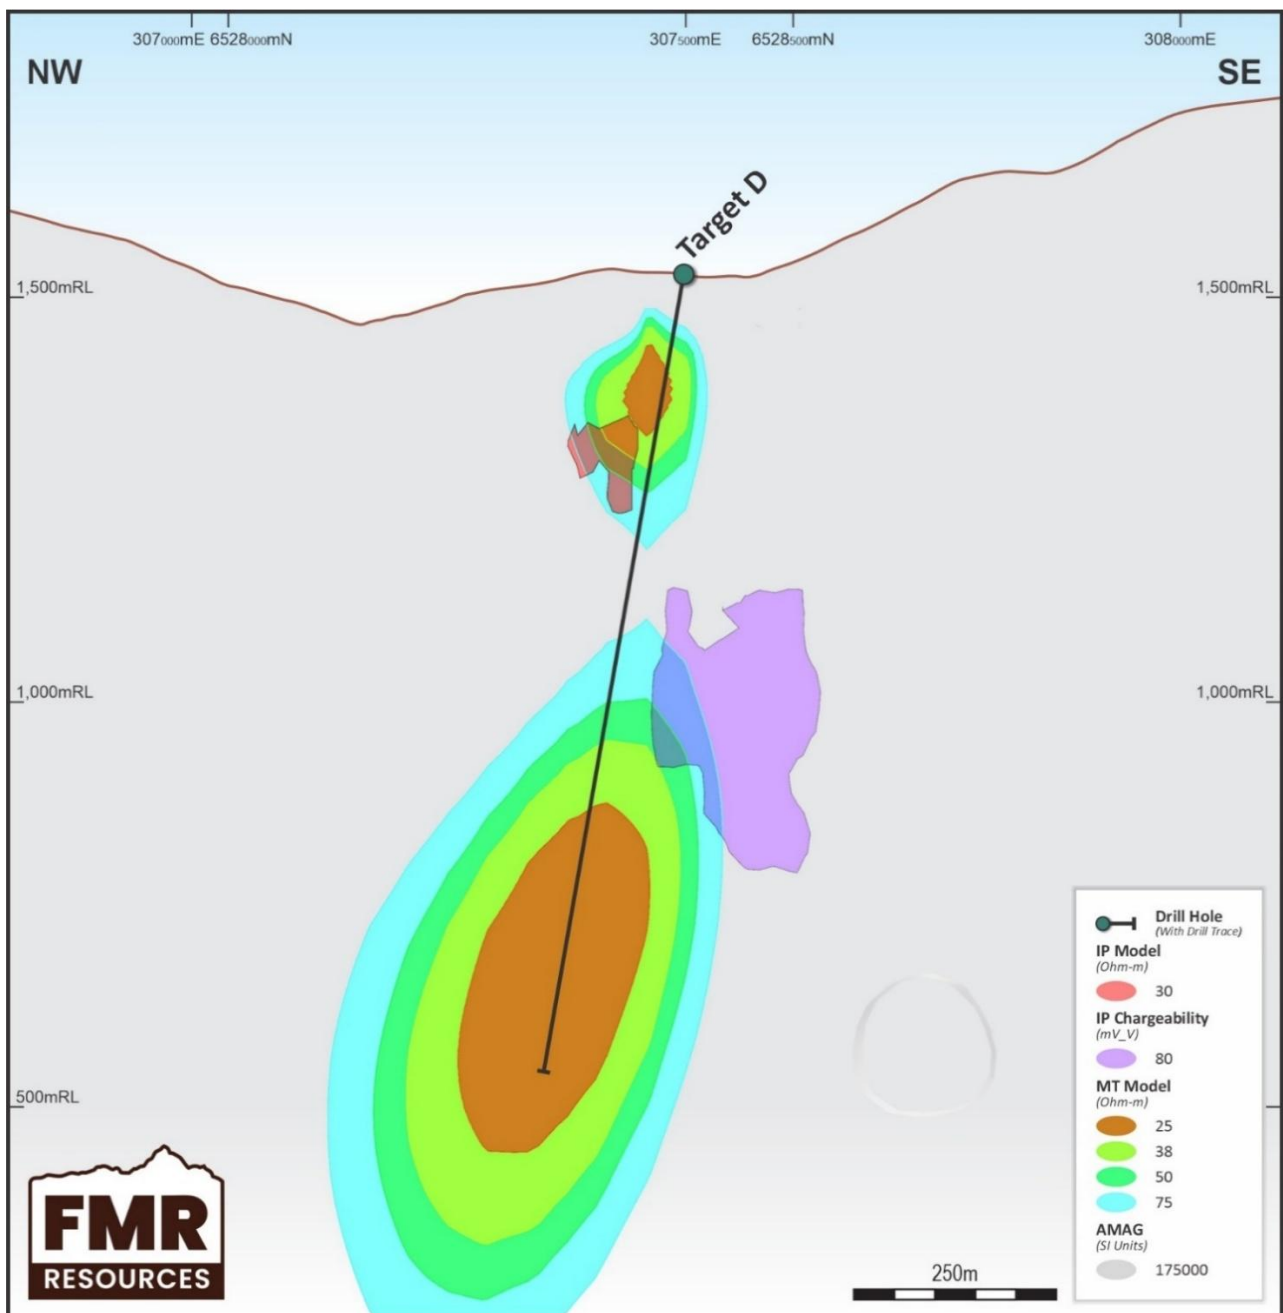 307000mE 6528000mN 307500mE 6528500mN 308000mE
NW SE
Target D
1,500mRL 1,500mRL
1,000mRL 1,000mRL
500mRL
Drill Hole
(With Drill Trace)
IP Model
(Ohm-m)
30
IP Chargeability
(mV_V)
80
MT Model
(Ohm-m)
25
38
50
75
AMAG
(SI Units)
175000
250m
FMR
RESOURCES